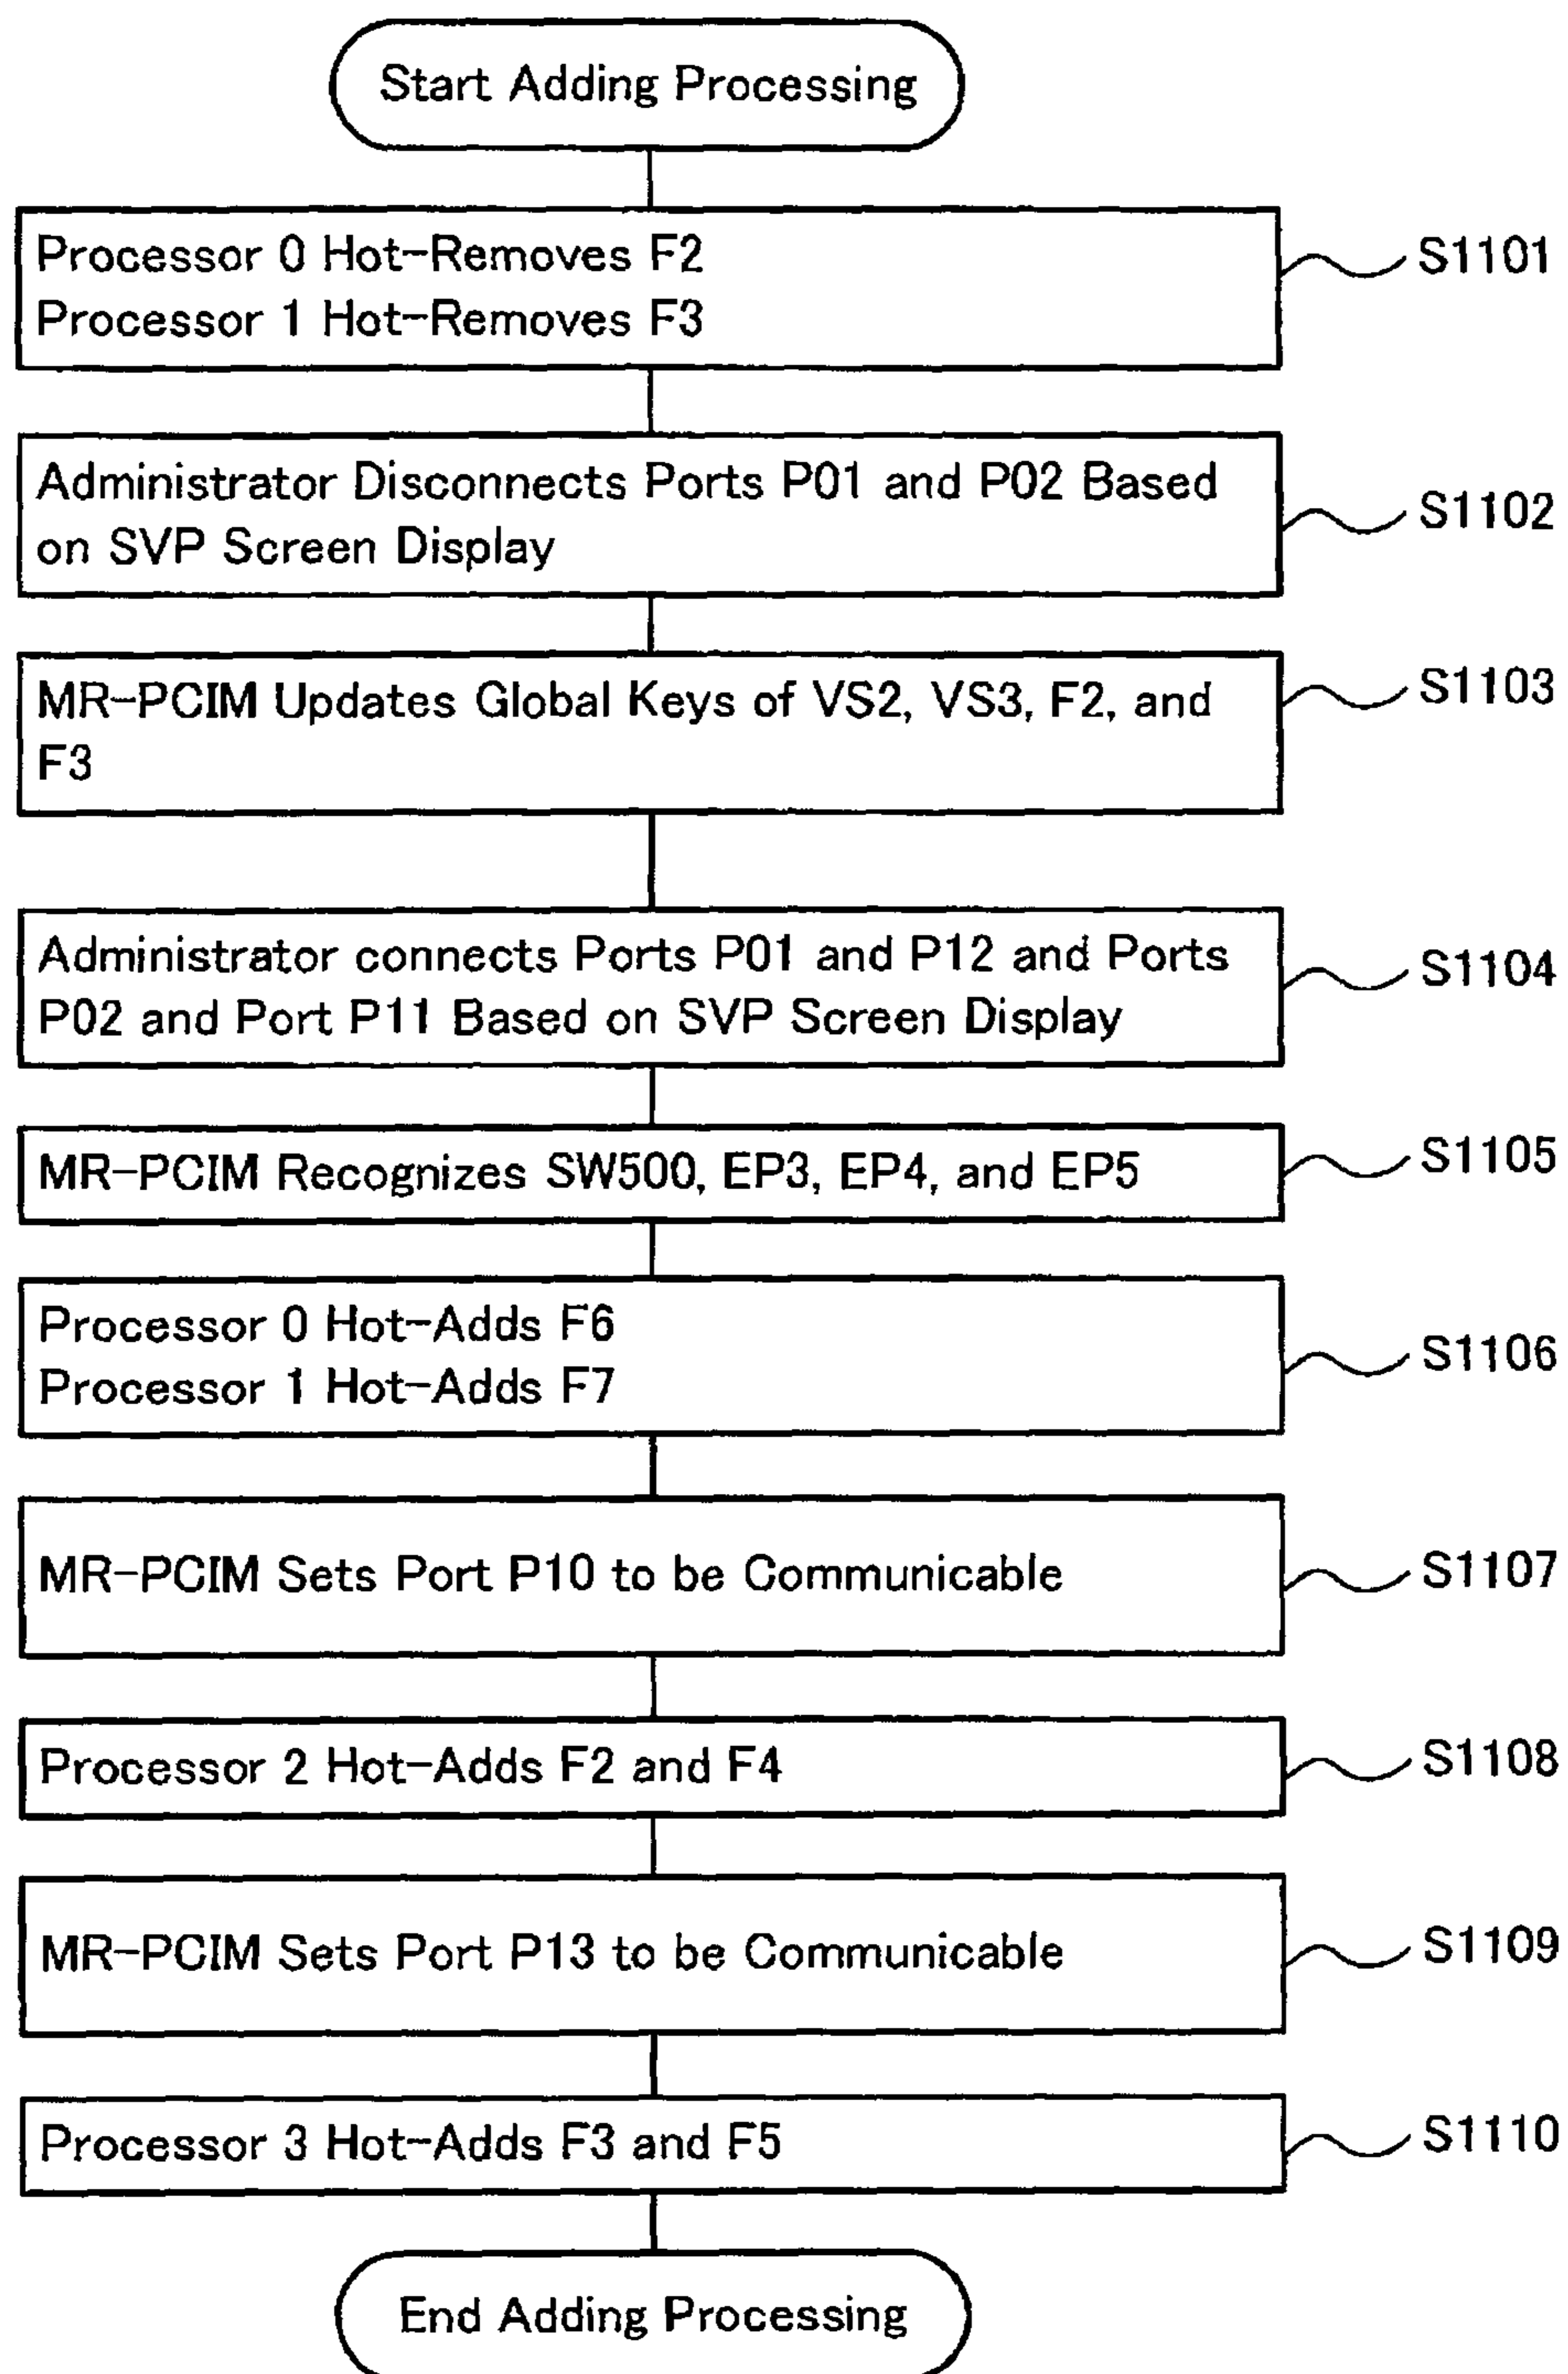 Start Adding Processing
Processor 0 Hot-Removes F2
Processor 1 Hot-Removes F3
S1101
Administrator Disconnects Ports P01 and P02 Based
on SVP Screen Display
S1102
MR-PCIM Updates Global Keys of VS2, VS3, F2, and
F3
S1103
Administrator connects Ports P01 and P12 and Ports
P02 and Port P11 Based on SVP Screen Display
S1104
MR-PCIM Recognizes SW500, EP3, EP4, and EP5
S1105
Processor 0 Hot-Adds F6
Processor 1 Hot-Adds F7
S1106
MR-PCIM Sets Port P10 to be Communicable
S1107
Processor 2 Hot-Adds F2 and F4
S1108
MR-PCIM Sets Port P13 to be Communicable
S1109
Processor 3 Hot-Adds F3 and F5
S1110
End Adding Processing